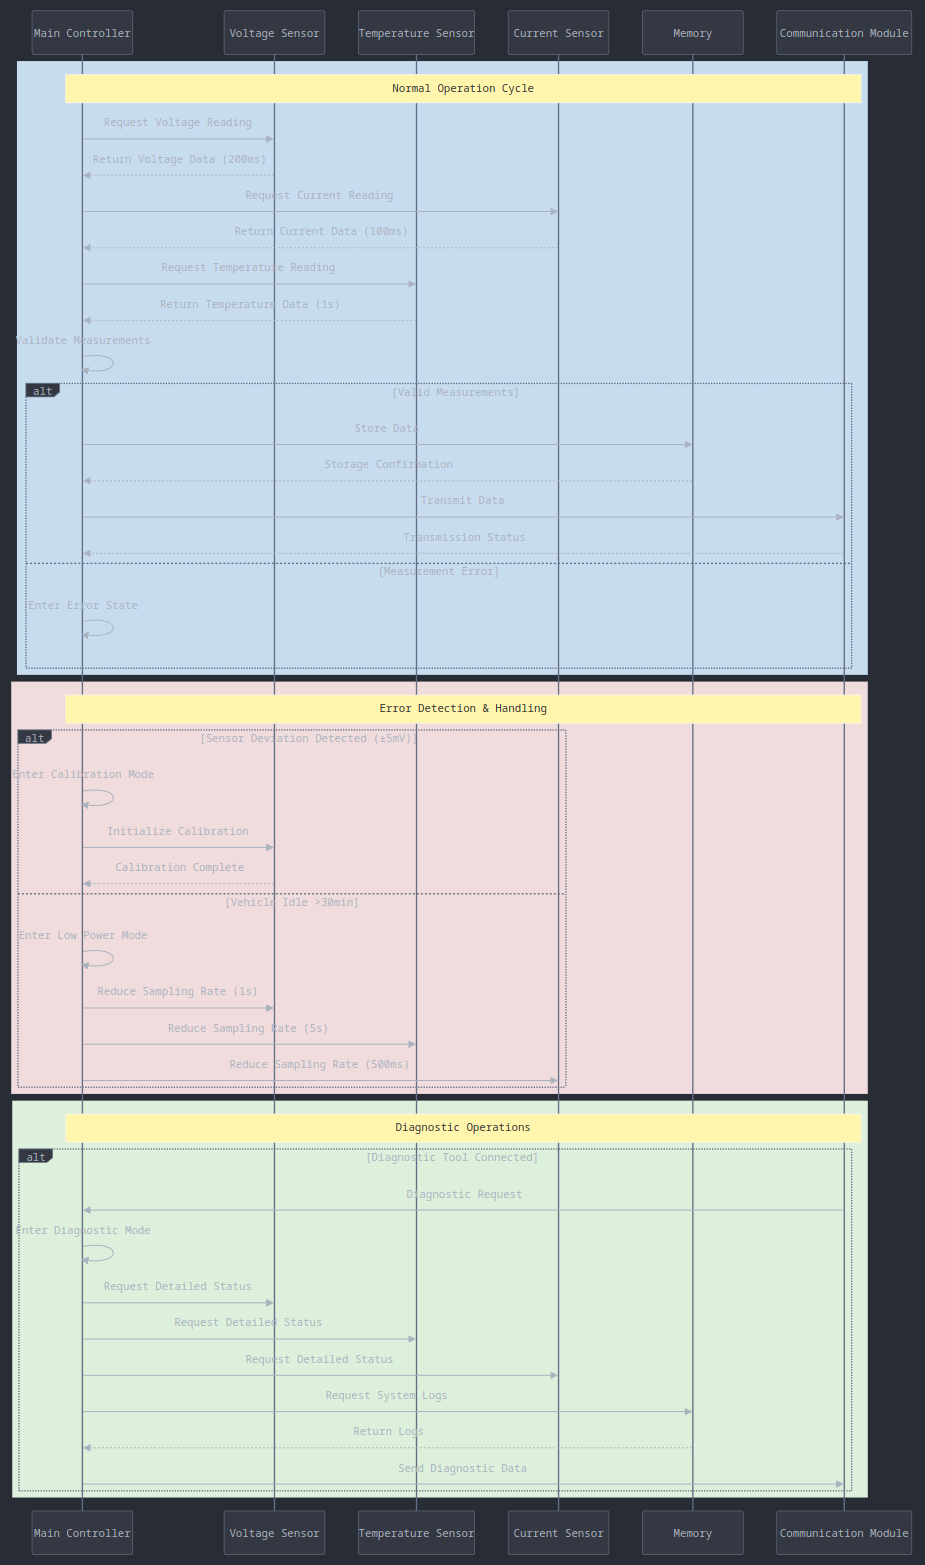 Main Controller
Voltage Sensor
Temperature Sensor
Current Sensor
Memory
Communication Module
Normal Operation Cycle
Request Voltage Reading
Return Voltage Data (200ms)
Request Current Reading
Return Current Data (100ms)
Request Temperature Reading
Return Temperature Data (1s)
Validate Measurements
alt
[Valid Measurements]
Store Data
Storage Confirmation
Transmit Data
Transmission Status
[Measurement Error]
Enter Error State
Error Detection & Handling
alt
[Sensor Deviation Detected (±5mV)]
Enter Calibration Mode
Initialize Calibration
Calibration Complete
[Vehicle Idle >30min]
Enter Low Power Mode
Reduce Sampling Rate (1s)
Reduce Sampling Rate (5s)
Reduce Sampling Rate (500ms)
Diagnostic Operations
alt
[Diagnostic Tool Connected]
Diagnostic Request
Enter Diagnostic Mode
Request Detailed Status
Request Detailed Status
Request Detailed Status
Request System Logs
Return Logs
Send Diagnostic Data
Main Controller
Voltage Sensor
Temperature Sensor
Current Sensor
Memory
Communication Module